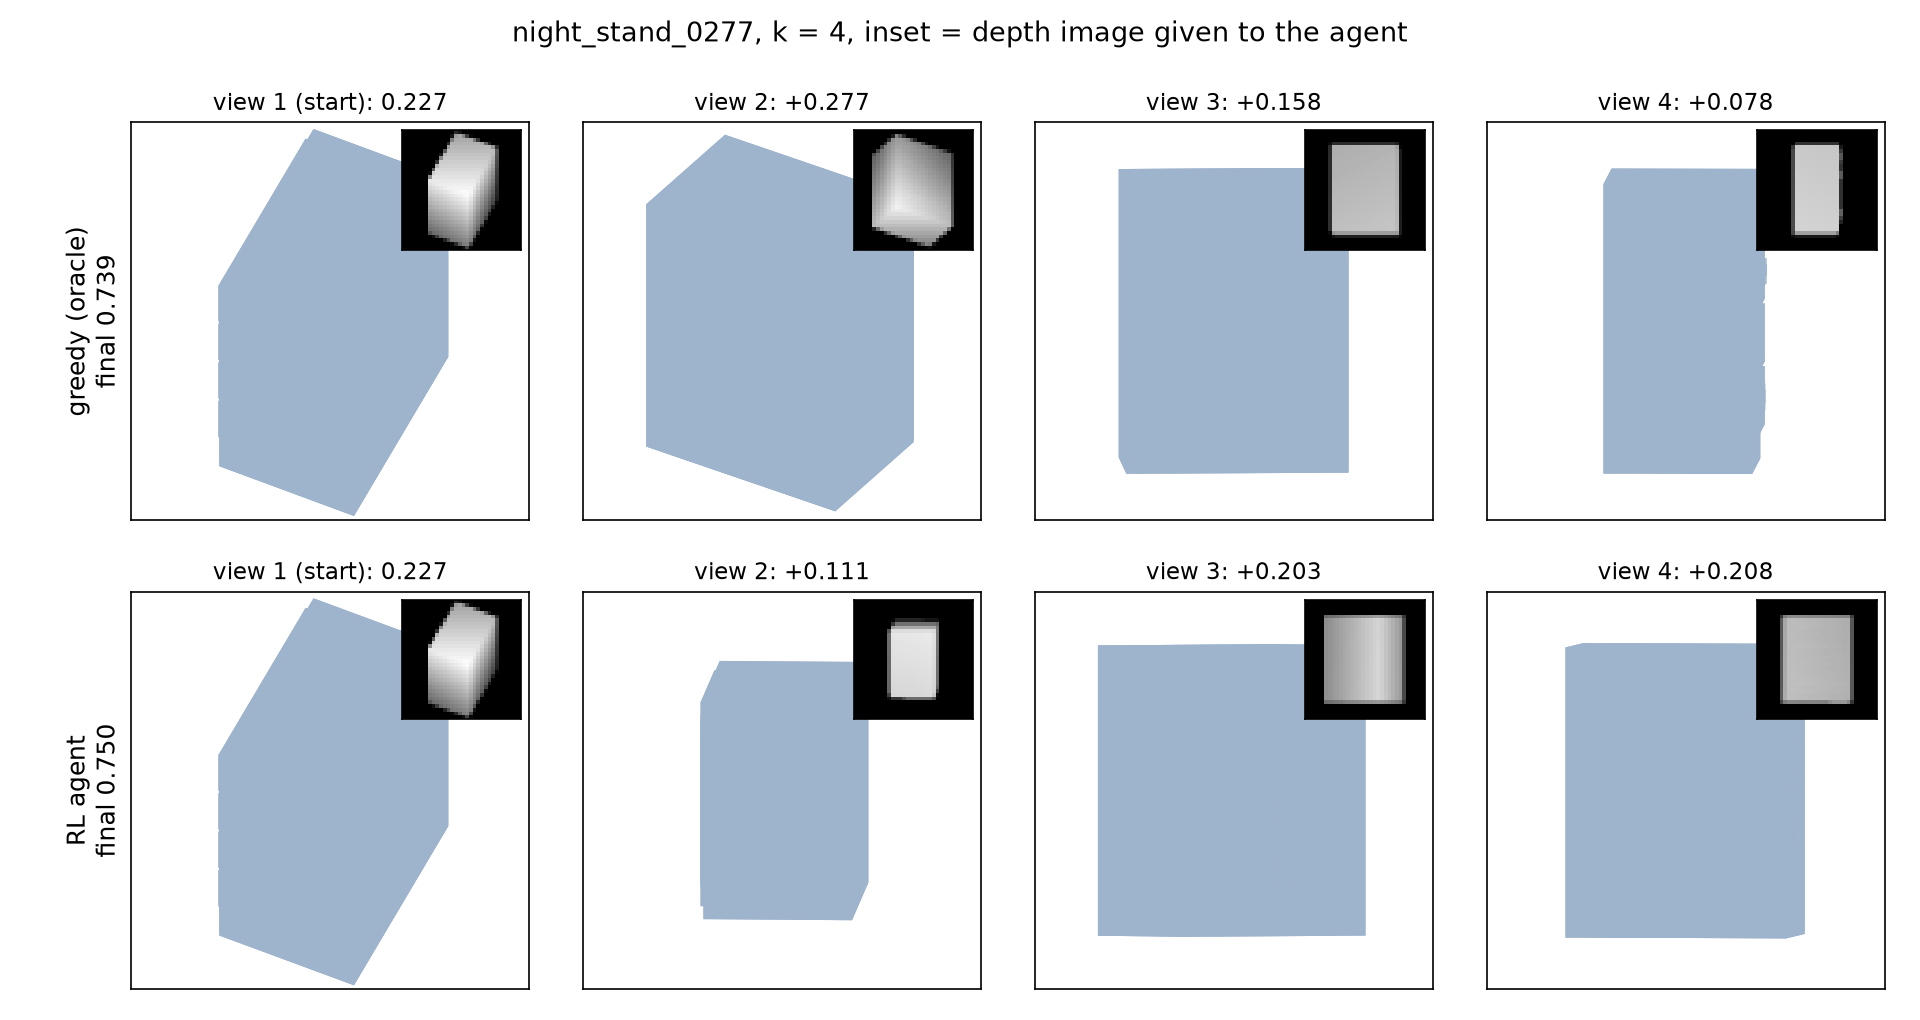 night_stand_0277, k = 4, inset = depth image given to the agent
greedy (oracle)
final 0.739
view 1 (start): 0.227
view 2: +0.277
view 3: +0.158
view 4: +0.078
RL agent
final 0.750
view 1 (start): 0.227
view 2: +0.111
view 3: +0.203
view 4: +0.208